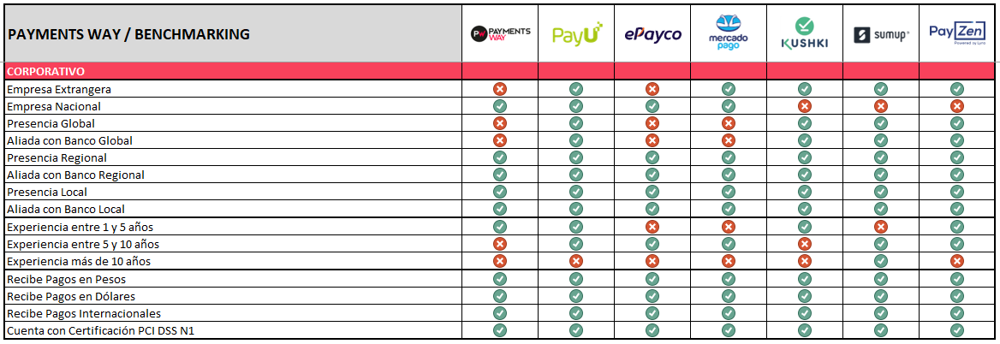 PAYMENTS WAY / BENCHMARKING
Pw PAYMENTS WAY
PayU
ePayco
mercado pago
KUSHKI
sumup®
PayZen Powered by Lyra
CORPORATIVO
Empresa Extrangera
Empresa Nacional
Presencia Global
Aliada con Banco Global
Presencia Regional
Aliada con Banco Regional
Presencia Local
Aliada con Banco Local
Experiencia entre 1 y 5 años
Experiencia entre 5 y 10 años
Experiencia más de 10 años
Recibe Pagos en Pesos
Recibe Pagos en Dólares
Recibe Pagos Internacionales
Cuenta con Certificación PCI DSS N1